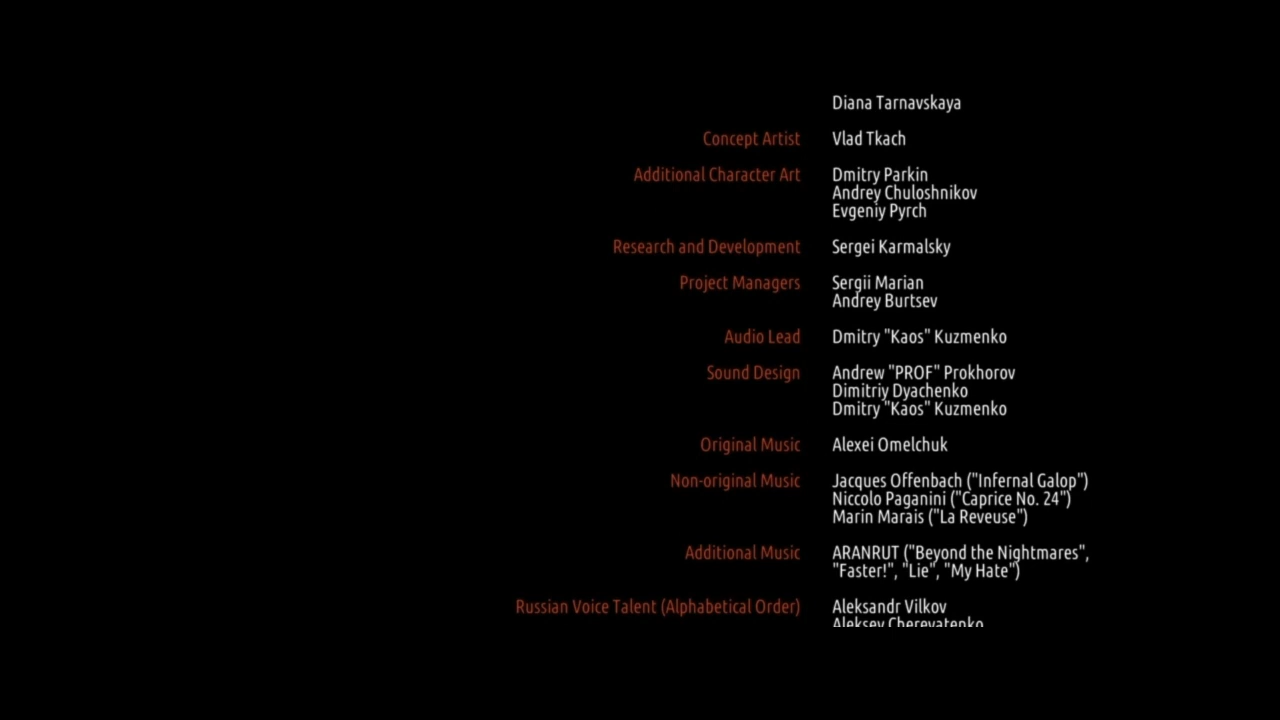 Diana Tarnavskaya
Concept Artist Vlad Tkach
Additional Character Art Dmitry Parkin
Andrey Chuloshnikov
Evgeniy Pyrch
Research and Development Sergei Karmalsky
Project Managers Sergii Marian
Andrey Burtsev
Audio Lead Dmitry "Kaos" Kuzmenko
Sound Design Andrew "PROF" Prokhorov
Dimitriy Dyachenko
Dmitry "Kaos" Kuzmenko
Original Music Alexei Omelchuk
Non-original Music Jacques Offenbach ("Infernal Galop")
Niccolo Paganini ("Caprice No. 24")
Marin Marais ("La Reveuse")
Additional Music ARANRUT ("Beyond the Nightmares",
"Faster!", "Lie", "My Hate")
Russian Voice Talent (Alphabetical Order) Aleksandr Vilkov
Aleksey Cherevatenko